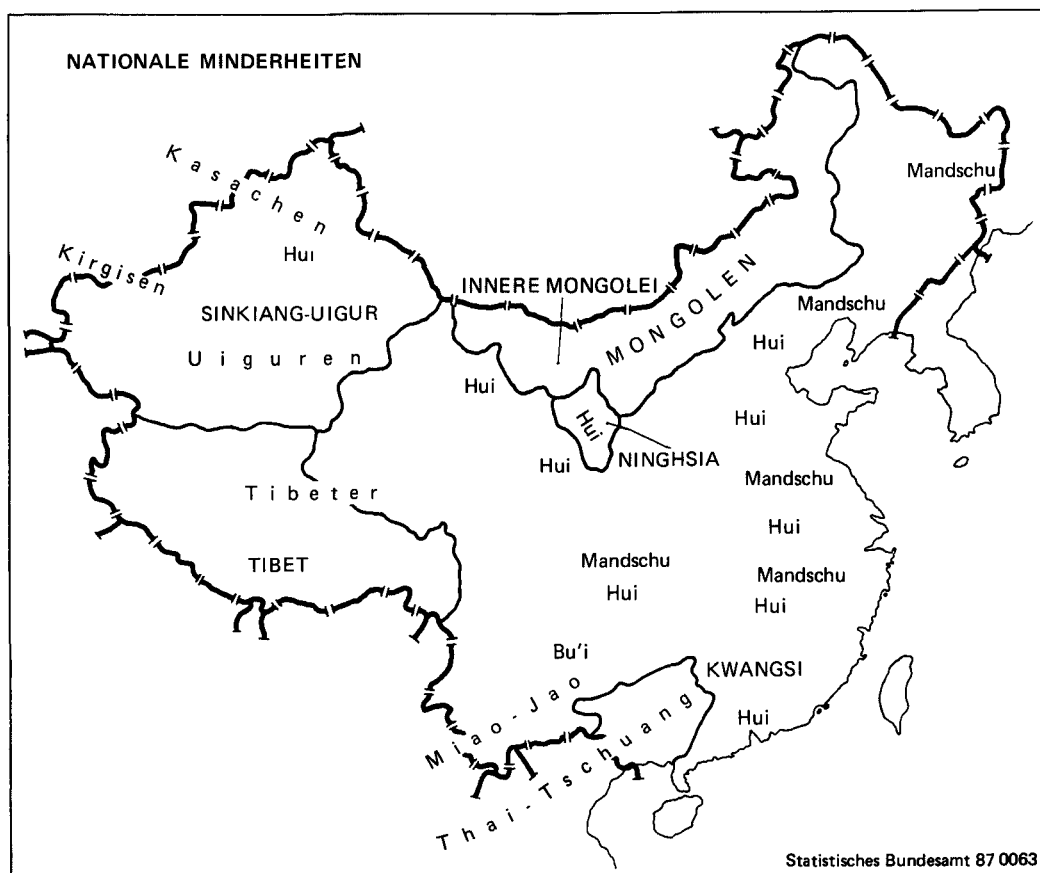 NATIONALE MINDERHEITEN
Kasachen
Mandschu
Hui
Kirgisen
INNERE MONGOLEI
MONGOLEN
SINKIANG-UIGUR
Mandschu
Uiguren
Hui
Hui
Hui
Hui
Hui
NINGHSIA
Mandschu
Tibeter
Hui
TIBET
Mandschu
Mandschu
Hui
Hui
Bu'i
KWANGSI
Miao-Jao
Hui
Thai-Tschuang
Statistisches Bundesamt 87 0063